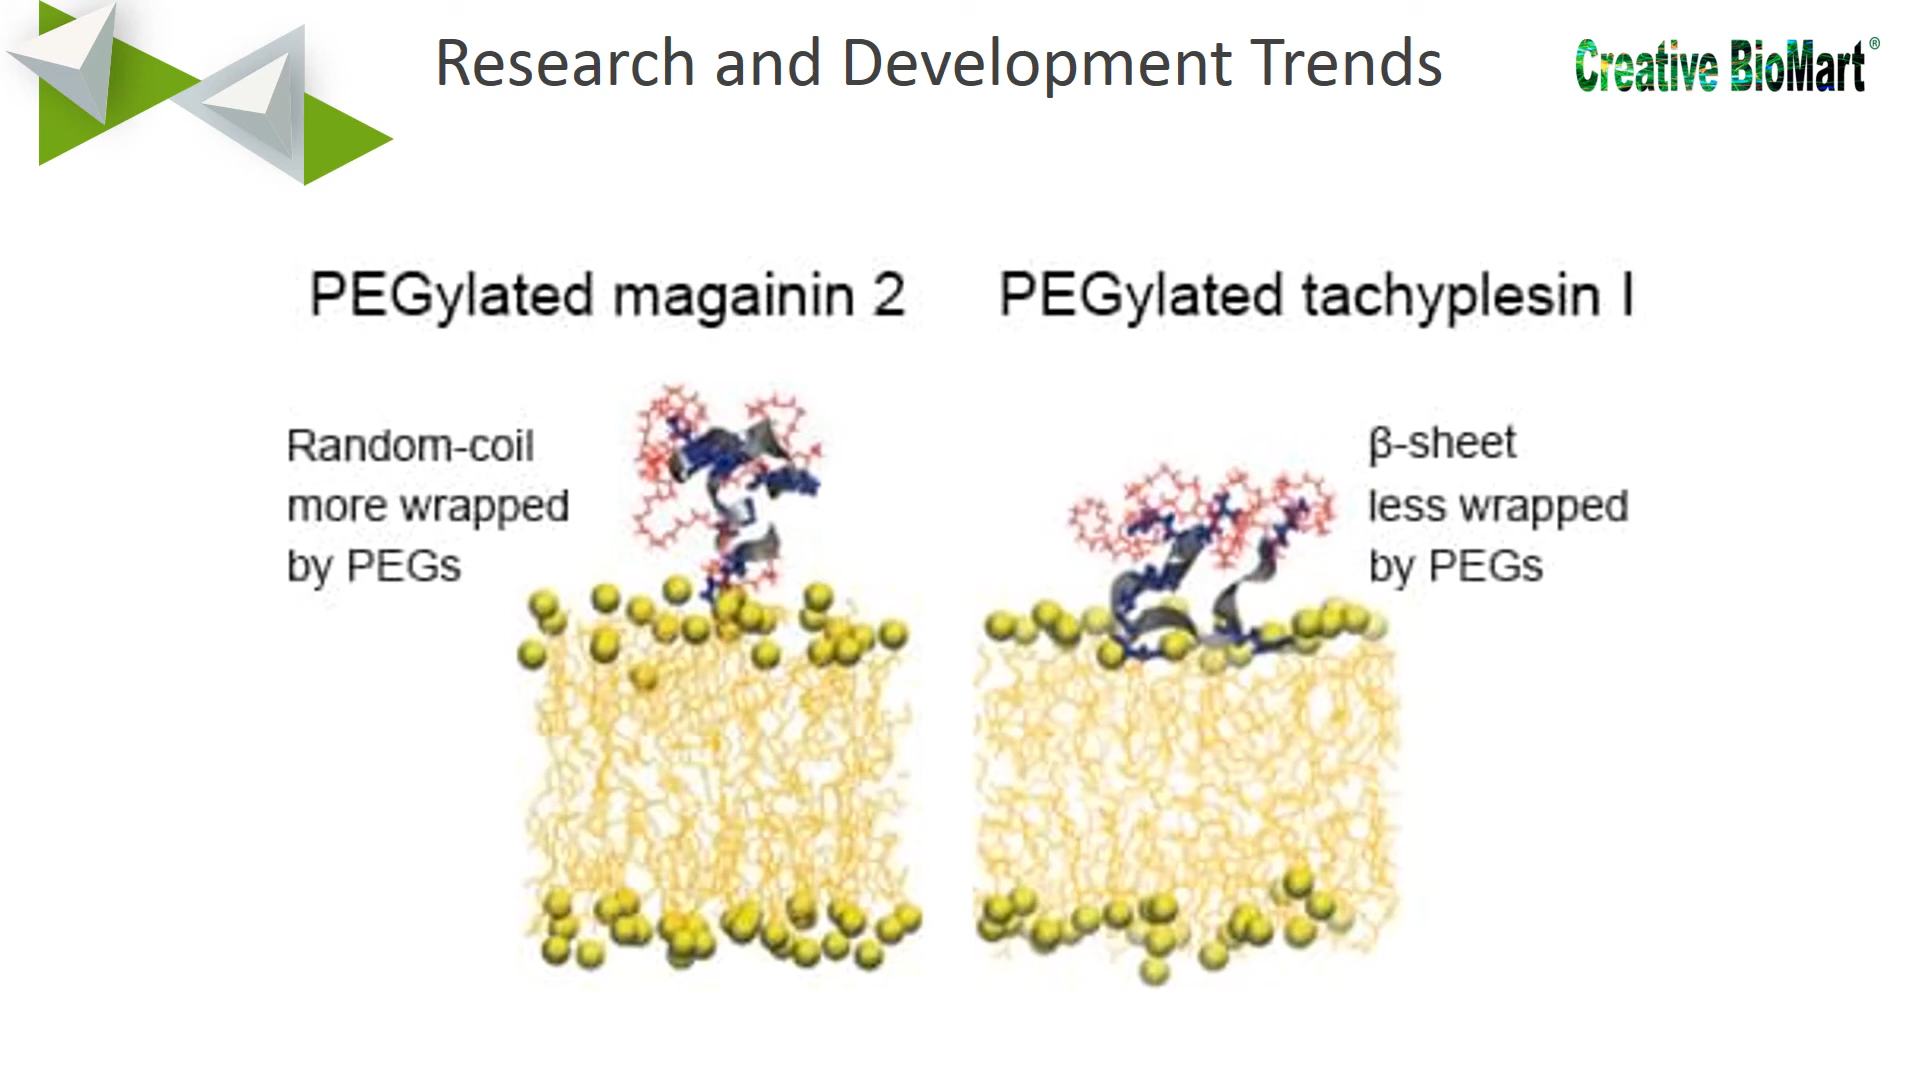 Research and Development Trends
Creative BioMart®
PEGylated magainin 2
PEGylated tachyplesin I
Random-coil
more wrapped
by PEGs
β-sheet
less wrapped
by PEGs